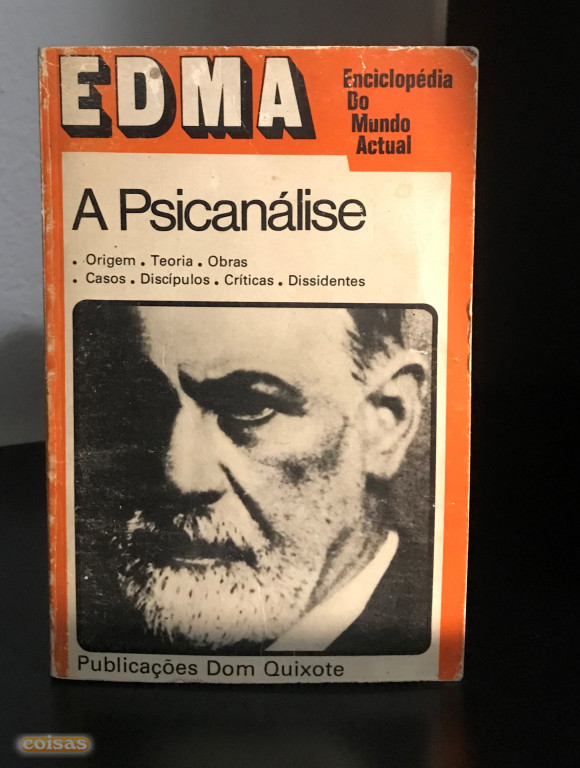 EDMA
Enciclopédia
Do
Mundo
Actual
A Psicanálise
. Origem . Teoria . Obras
. Casos . Discípulos . Críticas . Dissidentes
Publicações Dom Quixote
coisas